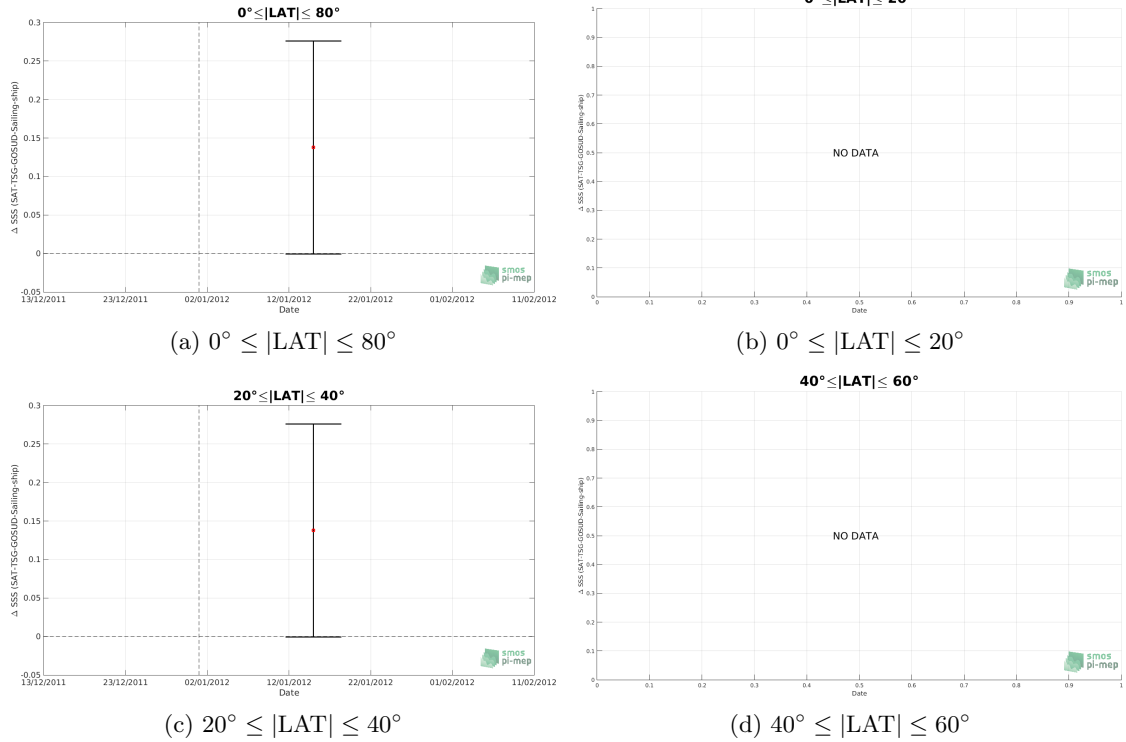 0°≤|LAT|≤ 80°
0.3
0.25
0.2
0.15
0.1
0.05
0
-0.05
Δ SSS (SAT-TSG-GOSUD-Sailing-ship)
13/12/2011 23/12/2011 02/01/2012 12/01/2012 22/01/2012 01/02/2012 11/02/2012
Date
smos
pi-mep
(a) 0° ≤ |LAT| ≤ 80°
1
0.9
0.8
0.7
0.6
0.5
0.4
0.3
0.2
0.1
0
Δ SSS (SAT-TSG-GOSUD-Sailing-ship)
NO DATA
0 0.1 0.2 0.3 0.4 0.5 0.6 0.7 0.8 0.9 1
Date
smos
pi-mep
(b) 0° ≤ |LAT| ≤ 20°
20°≤|LAT|≤ 40°
0.3
0.25
0.2
0.15
0.1
0.05
0
-0.05
Δ SSS (SAT-TSG-GOSUD-Sailing-ship)
13/12/2011 23/12/2011 02/01/2012 12/01/2012 22/01/2012 01/02/2012 11/02/2012
Date
smos
pi-mep
(c) 20° ≤ |LAT| ≤ 40°
40°≤|LAT|≤ 60°
1
0.9
0.8
0.7
0.6
0.5
0.4
0.3
0.2
0.1
0
Δ SSS (SAT-TSG-GOSUD-Sailing-ship)
NO DATA
0 0.1 0.2 0.3 0.4 0.5 0.6 0.7 0.8 0.9 1
Date
smos
pi-mep
(d) 40° ≤ |LAT| ≤ 60°